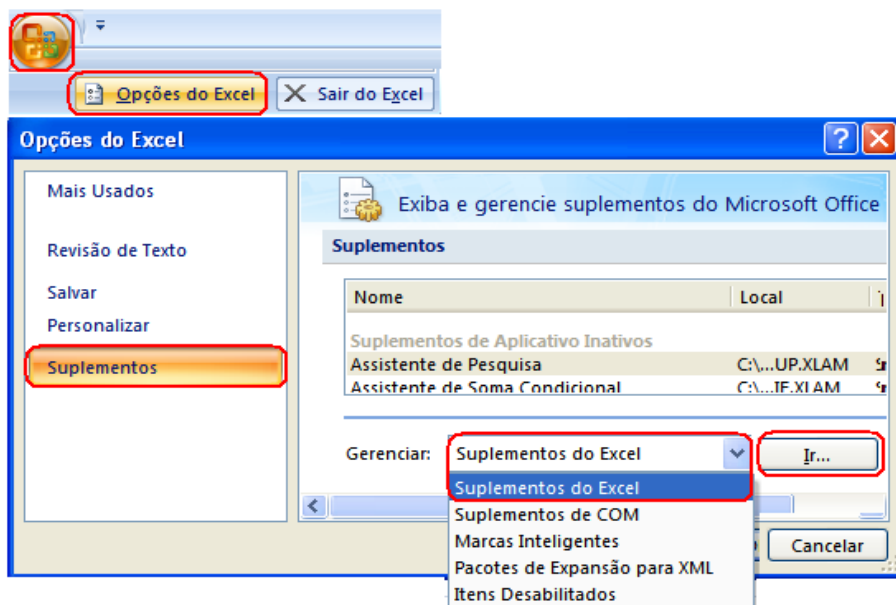 Opções do Excel
Sair do Excel
Opções do Excel
Mais Usados
Revisão de Texto
Salvar
Personalizar
Suplementos
Exiba e gerencie suplementos do Microsoft Office
Suplementos
Nome Local
Suplementos de Aplicativo Inativos
Assistente de Pesquisa C:\...UP.XLAM
Assistente de Soma Condicional C:\...IF.XLAM
Gerenciar: Suplementos do Excel Ir...
Suplementos do Excel
Suplementos de COM
Marcas Inteligentes
Pacotes de Expansão para XML
Itens Desabilitados
Cancelar